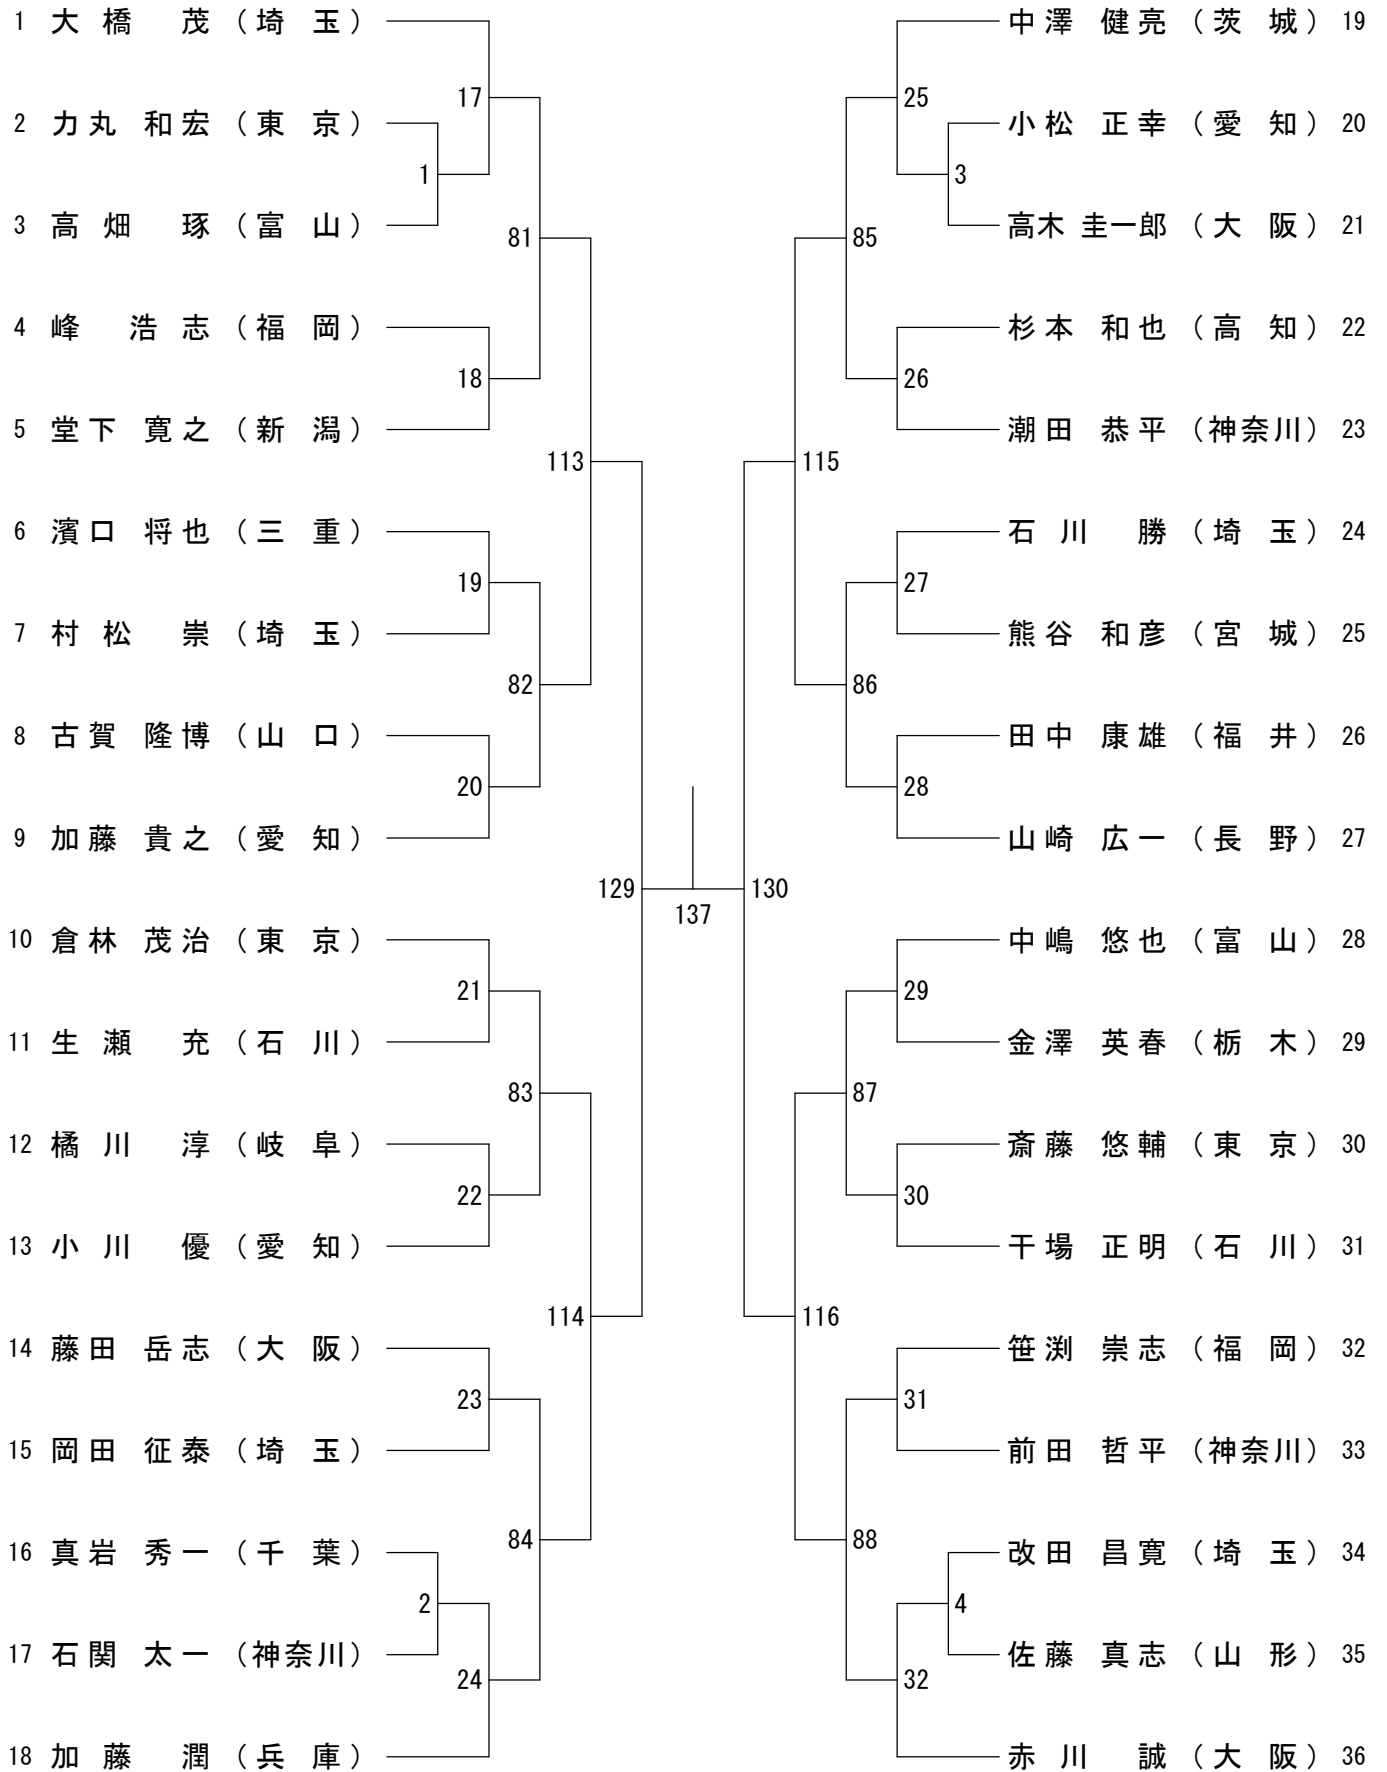 1 大橋 茂 (埼 玉)
2 力丸 和宏 (東 京)
3 高畑 琢 (富 山)
4 峰 浩志 (福 岡)
5 堂下 寛之 (新 潟)
6 濱口 将也 (三 重)
7 村松 崇 (埼 玉)
8 古賀 隆博 (山 口)
9 加藤 貴之 (愛 知)
10 倉林 茂治 (東 京)
11 生瀬 充 (石 川)
12 橘川 淳 (岐 阜)
13 小川 優 (愛 知)
14 藤田 岳志 (大 阪)
15 岡田 征泰 (埼 玉)
16 真岩 秀一 (千 葉)
17 石関 太一 (神奈川)
18 加藤 潤 (兵 庫)
1
2
17
18
19
20
21
22
23
24
81
82
83
84
113
114
129
137
130
115
116
85
86
87
88
25
26
27
28
29
30
31
32
3
4
中澤 健亮 (茨 城) 19
小松 正幸 (愛 知) 20
高木 圭一郎 (大 阪) 21
杉本 和也 (高 知) 22
潮田 恭平 (神奈川) 23
石川 勝 (埼 玉) 24
熊谷 和彦 (宮 城) 25
田中 康雄 (福 井) 26
山崎 広一 (長 野) 27
中嶋 悠也 (富 山) 28
金澤 英春 (栃 木) 29
斎藤 悠輔 (東 京) 30
干場 正明 (石 川) 31
笹渕 崇志 (福 岡) 32
前田 哲平 (神奈川) 33
改田 昌寛 (埼 玉) 34
佐藤 真志 (山 形) 35
赤川 誠 (大 阪) 36